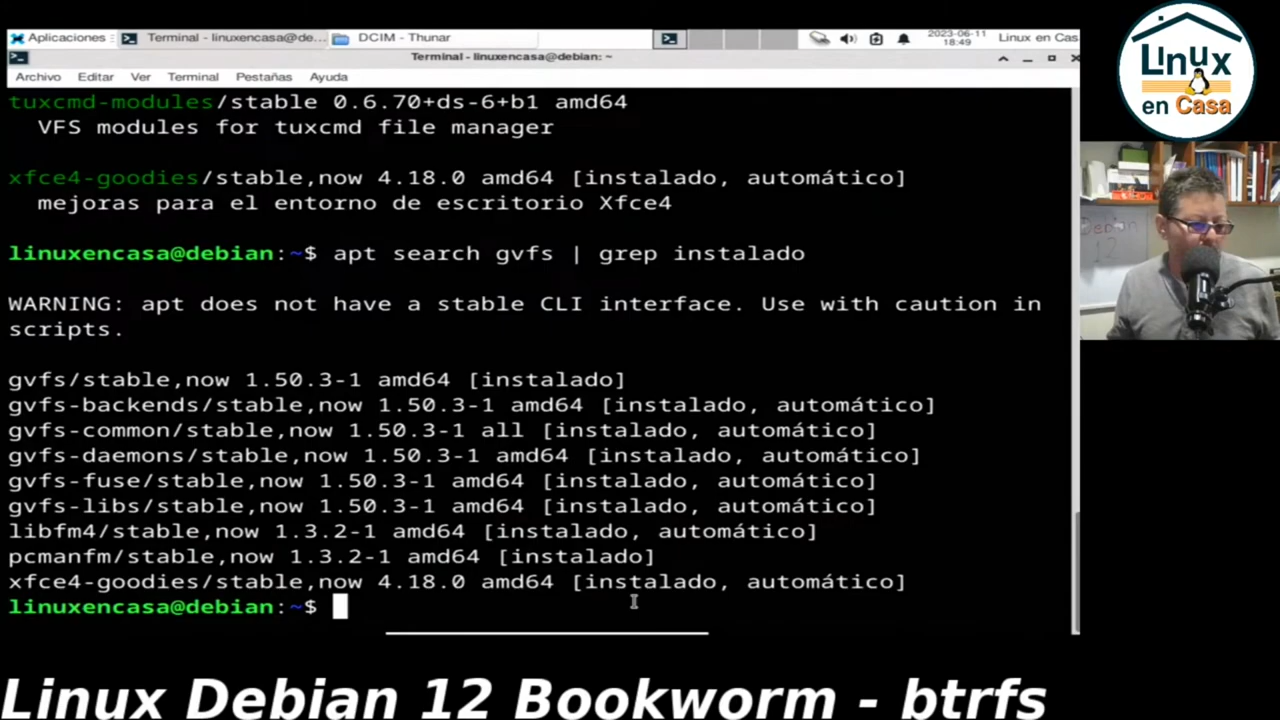 Aplicaciones
Terminal - linuxencasa@de...
DCIM - Thunar
2023-06-11
18:49
Linux en Cas
Terminal - linuxencasa@debian: ~
Archivo Editar Ver Terminal Pestañas Ayuda
tuxcmd-modules/stable 0.6.70+ds-6+b1 amd64
VFS modules for tuxcmd file manager
xfce4-goodies/stable,now 4.18.0 amd64 [instalado, automático]
mejoras para el entorno de escritorio Xfce4
linuxencasa@debian:~$ apt search gvfs | grep instalado
WARNING: apt does not have a stable CLI interface. Use with caution in
scripts.
gvfs/stable,now 1.50.3-1 amd64 [instalado]
gvfs-backends/stable,now 1.50.3-1 amd64 [instalado, automático]
gvfs-common/stable,now 1.50.3-1 all [instalado, automático]
gvfs-daemons/stable,now 1.50.3-1 amd64 [instalado, automático]
gvfs-fuse/stable,now 1.50.3-1 amd64 [instalado, automático]
gvfs-libs/stable,now 1.50.3-1 amd64 [instalado, automático]
libfm4/stable,now 1.3.2-1 amd64 [instalado, automático]
pcmanfm/stable,now 1.3.2-1 amd64 [instalado]
xfce4-goodies/stable,now 4.18.0 amd64 [instalado, automático]
linuxencasa@debian:~$
Linux
en Casa
Debian
12
Linux Debian 12 Bookworm - btrfs